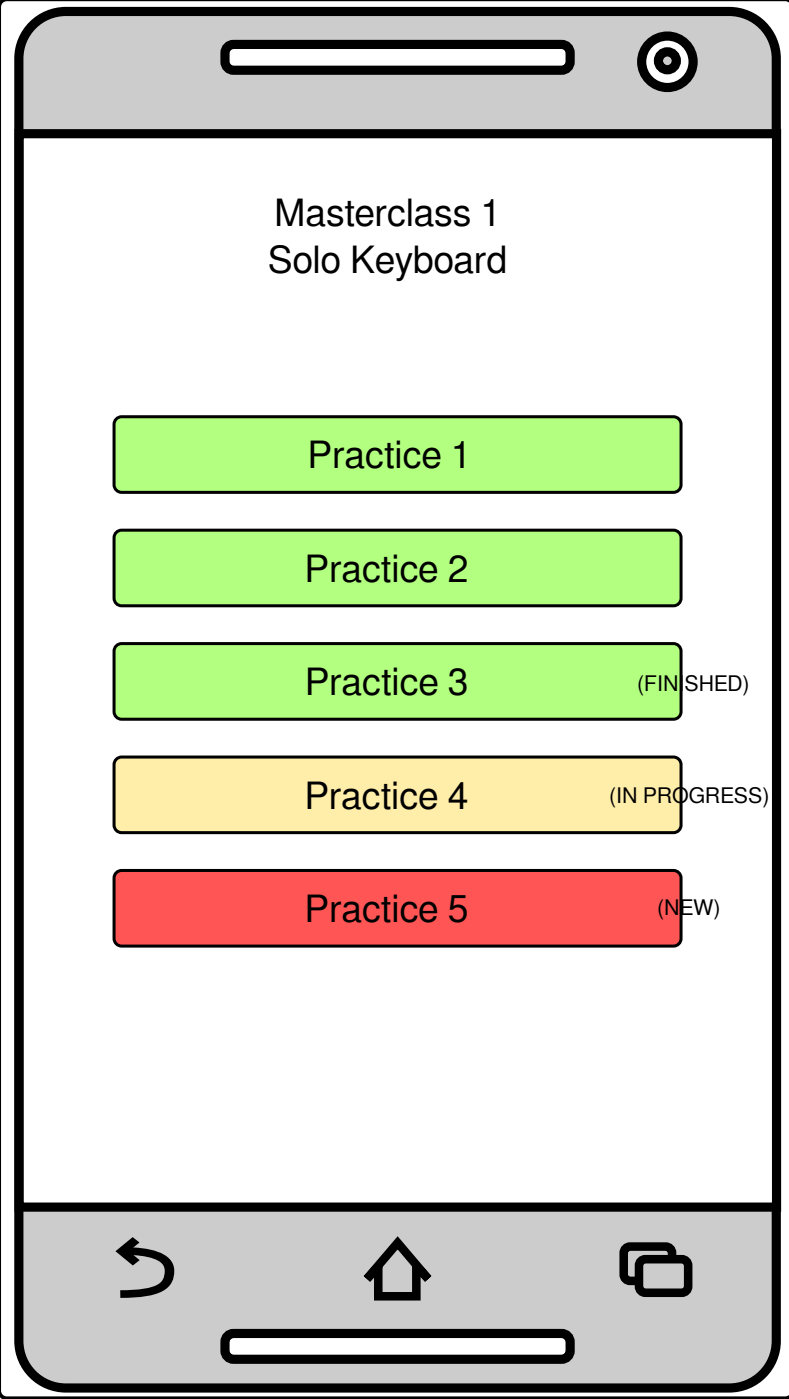 Masterclass 1
Solo Keyboard
Practice 1
Practice 2
Practice 3 (FINISHED)
Practice 4 (IN PROGRESS)
Practice 5 (NEW)